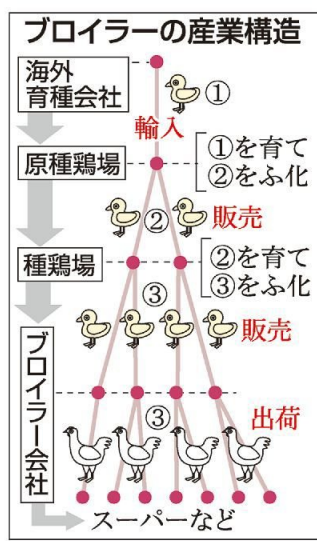 ブロイラーの産業構造
海外
育種会社
①
輸入
原種鶏場
①を育て
②をふ化
②
販売
種鶏場
②を育て
③をふ化
③
販売
ブロイラー会社
③
出荷
スーパーなど